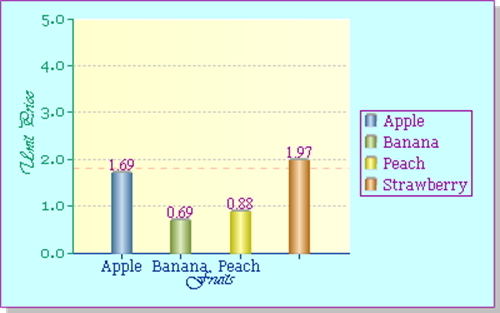 5.0
4.0
3.0
2.0
1.0
0.0
Unit Price
1.69
0.69
0.88
1.97
Apple
Banana
Peach
Fruits
Apple
Banana
Peach
Strawberry